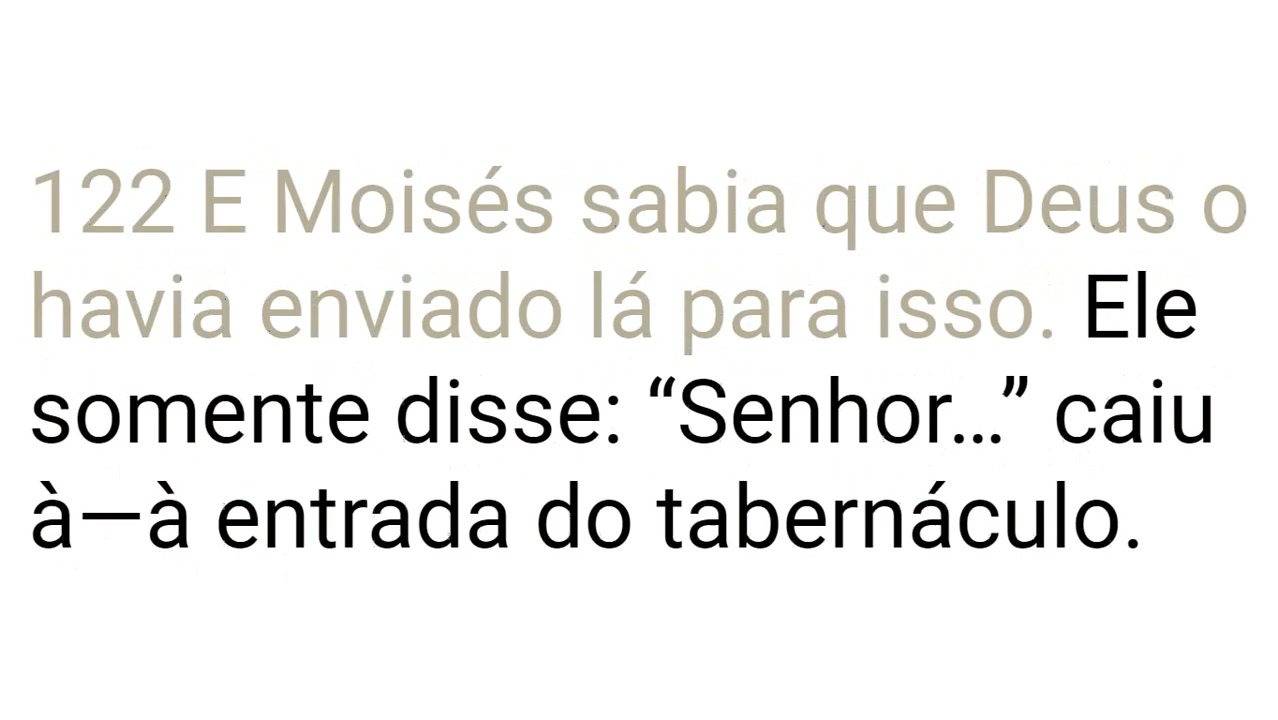 122 E Moisés sabia que Deus o
havia enviado lá para isso. Ele
somente disse: “Senhor…” caiu
à—à entrada do tabernáculo.